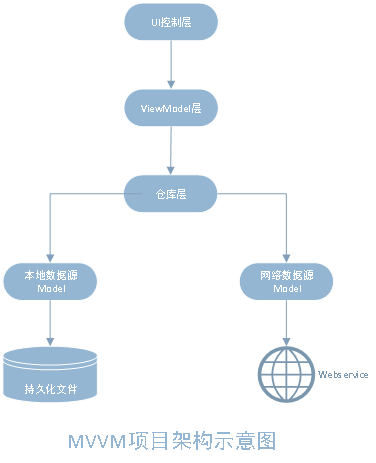 UI控制层
ViewModel层
仓库层
本地数据源
Model
网络数据源
Model
持久化文件
Webservice
MVVM项目架构示意图